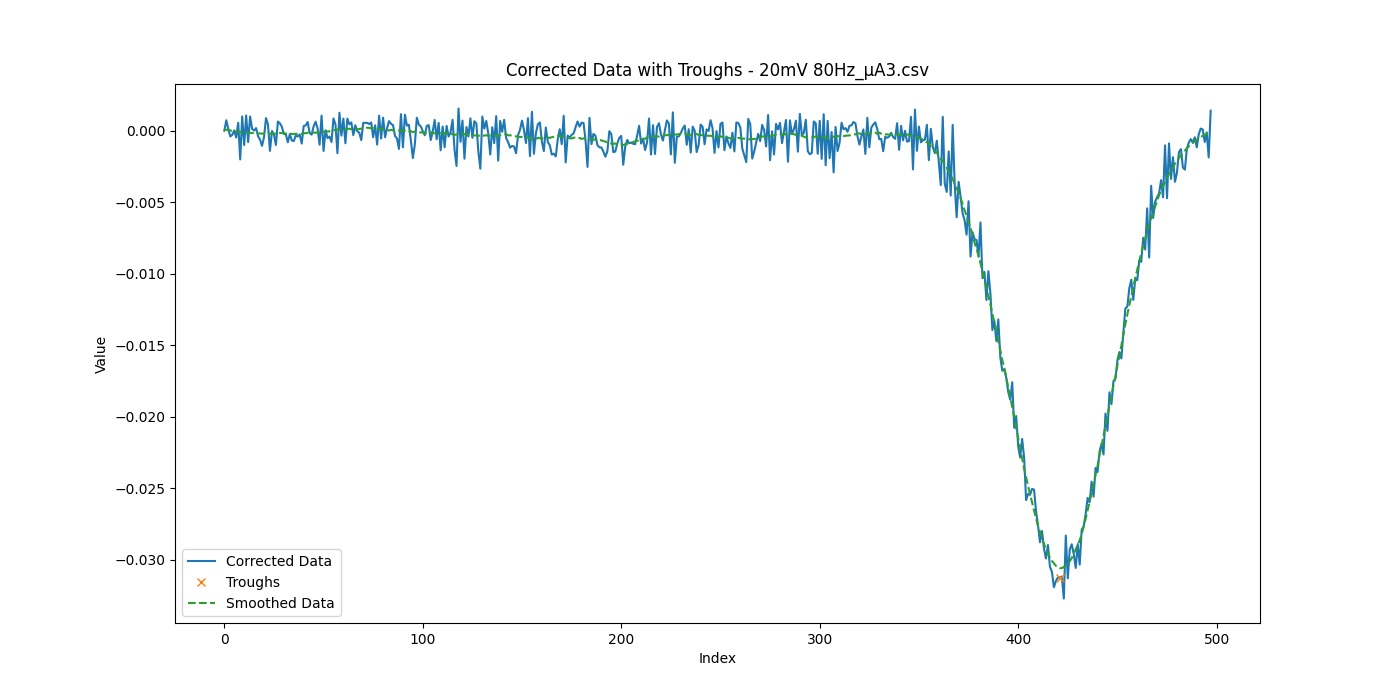 Corrected Data with Troughs - 20mV 80Hz_μA3.csv
0.000
−0.005
−0.010
−0.015
−0.020
−0.025
−0.030
Value
Corrected Data
Troughs
Smoothed Data
0 100 200 300 400 500
Index